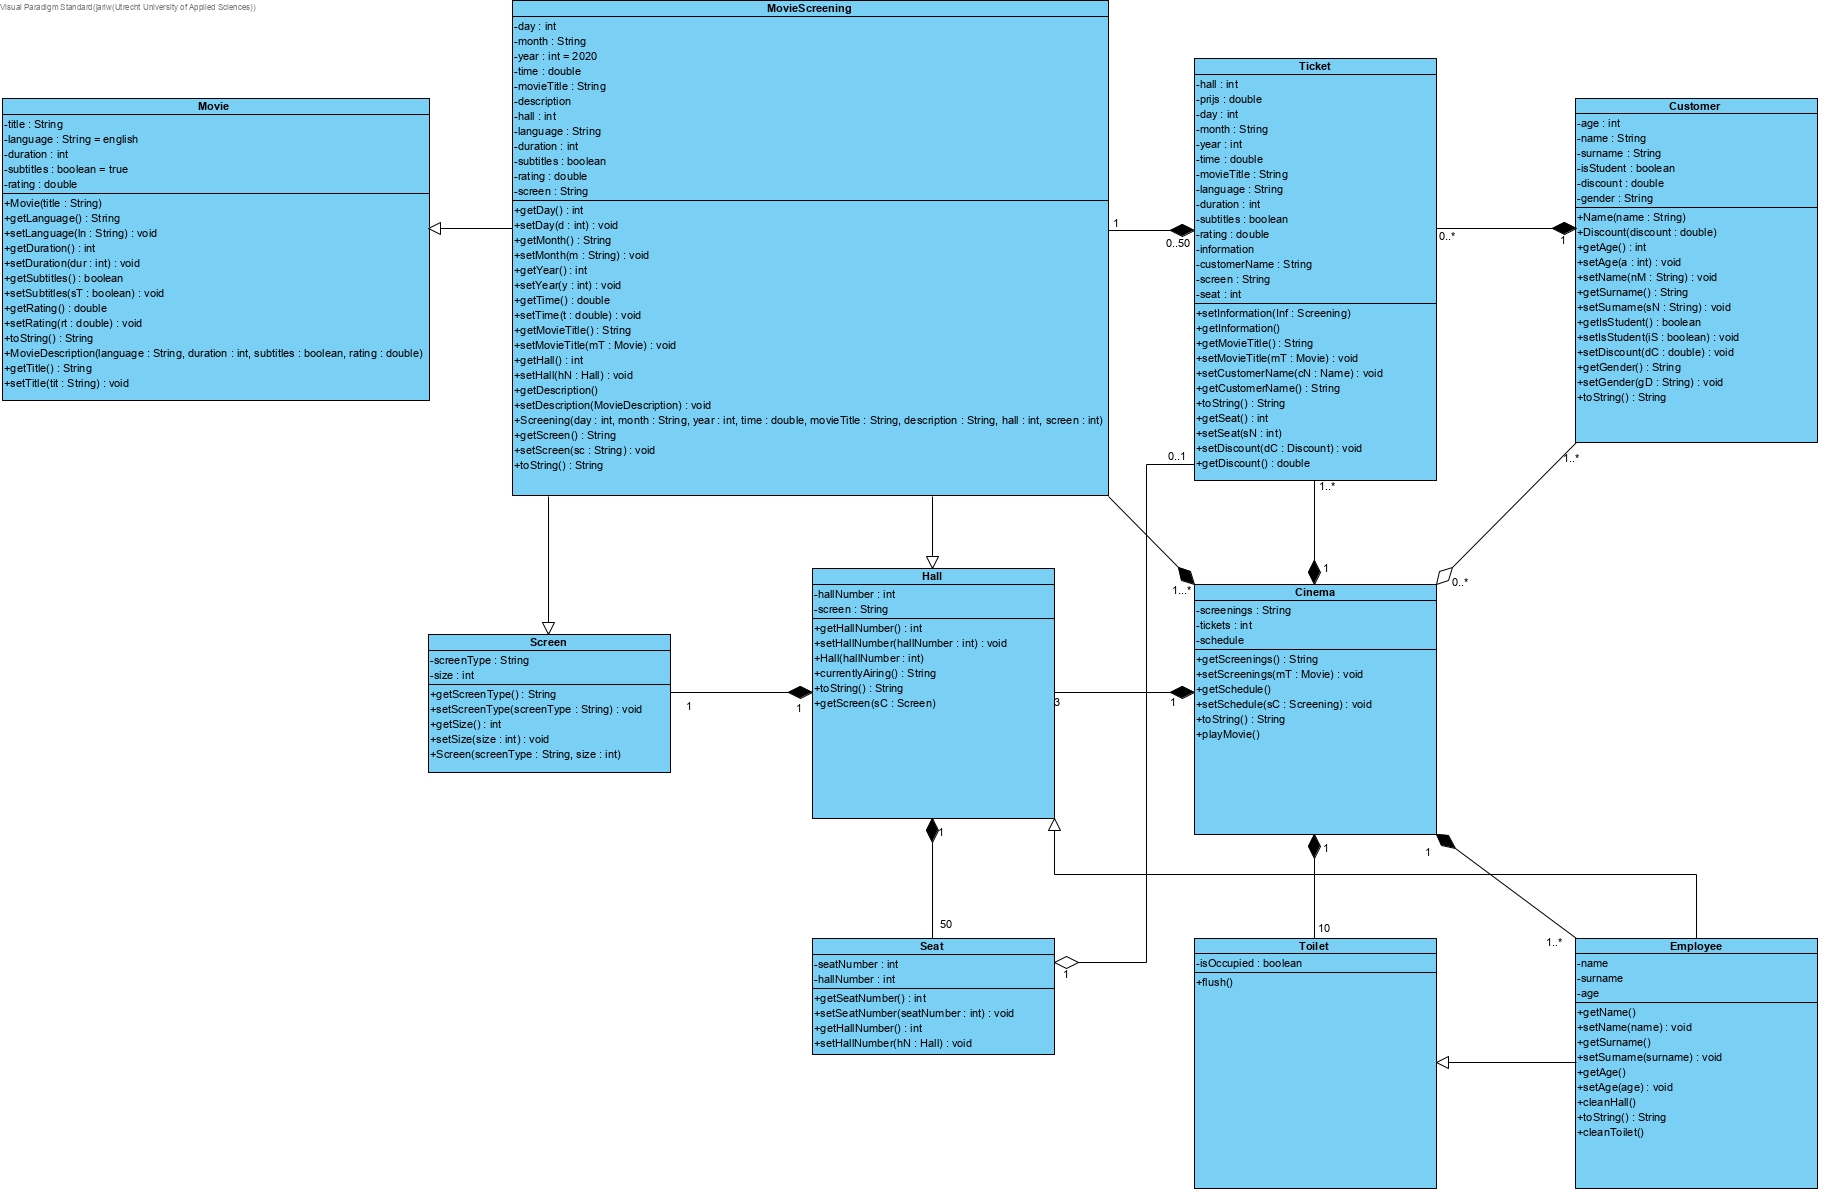 Visual Paradigm Standard(jariw(Utrecht University of Applied Sciences))
MovieScreening
-day : int
-month : String
-year : int = 2020
-time : double
-movieTitle : String
-description
-hall : int
-language : String
-duration : int
-subtitles : boolean
-rating : double
-screen : String
+getDay() : int
+setDay(d : int) : void
+getMonth() : String
+setMonth(m : String) : void
+getYear() : int
+setYear(y : int) : void
+getTime() : double
+setTime(t : double) : void
+getMovieTitle() : String
+setMovieTitle(mT : Movie) : void
+getHall() : int
+setHall(hN : Hall) : void
+getDescription()
+setDescription(MovieDescription) : void
+Screening(day : int, month : String, year : int, time : double, movieTitle : String, description : String, hall : int, screen : int)
+getScreen() : String
+setScreen(sc : String) : void
+toString() : String
Movie
-title : String
-language : String = english
-duration : int
-subtitles : boolean = true
-rating : double
+Movie(title : String)
+getLanguage() : String
+setLanguage(ln : String) : void
+getDuration() : int
+setDuration(dur : int) : void
+getSubtitles() : boolean
+setSubtitles(sT : boolean) : void
+getRating() : double
+setRating(rt : double) : void
+toString() : String
+MovieDescription(language : String, duration : int, subtitles : boolean, rating : double)
+getTitle() : String
+setTitle(tit : String) : void
Ticket
-hall : int
-prijs : double
-day : int
-month : String
-year : int
-time : double
-movieTitle : String
-language : String
-duration : int
-subtitles : boolean
-rating : double
-information
-customerName : String
-screen : String
-seat : int
+setInformation(Inf : Screening)
+getInformation()
+getMovieTitle() : String
+setMovieTitle(mT : Movie) : void
+setCustomerName(cN : Name) : void
+getCustomerName() : String
+toString() : String
+getSeat() : int
+setSeat(sN : int)
+setDiscount(dC : Discount) : void
+getDiscount() : double
Customer
-age : int
-name : String
-surname : String
-isStudent : boolean
-discount : double
-gender : String
+Name(name : String)
+Discount(discount : double)
+getAge() : int
+setAge(a : int) : void
+setName(nM : String) : void
+getSurname() : String
+setSurname(sN : String) : void
+getIsStudent() : boolean
+setIsStudent(iS : boolean) : void
+setDiscount(dC : double) : void
+getGender() : String
+setGender(gD : String) : void
+toString() : String
1
0..50
0..*
1
0..1
1..*
1..*
1...*
1
0..*
Hall
-hallNumber : int
-screen : String
+getHallNumber() : int
+setHallNumber(hallNumber : int) : void
+Hall(hallNumber : int)
+currentlyAiring() : String
+toString() : String
+getScreen(sC : Screen)
Screen
-screenType : String
-size : int
+getScreenType() : String
+setScreenType(screenType : String) : void
+getSize() : int
+setSize(size : int) : void
+Screen(screenType : String, size : int)
Cinema
-screenings : String
-tickets : int
-schedule
+getScreenings() : String
+setScreenings(mT : Movie) : void
+getSchedule()
+setSchedule(sC : Screening) : void
+toString() : String
+playMovie()
1
1
3
1
1
1
1
50
10
1..*
1
Seat
-seatNumber : int
-hallNumber : int
+getSeatNumber() : int
+setSeatNumber(seatNumber : int) : void
+getHallNumber() : int
+setHallNumber(hN : Hall) : void
Toilet
-isOccupied : boolean
+flush()
Employee
-name
-surname
-age
+getName()
+setName(name) : void
+getSurname()
+setSurname(surname) : void
+getAge()
+setAge(age) : void
+cleanHall()
+toString() : String
+cleanToilet()